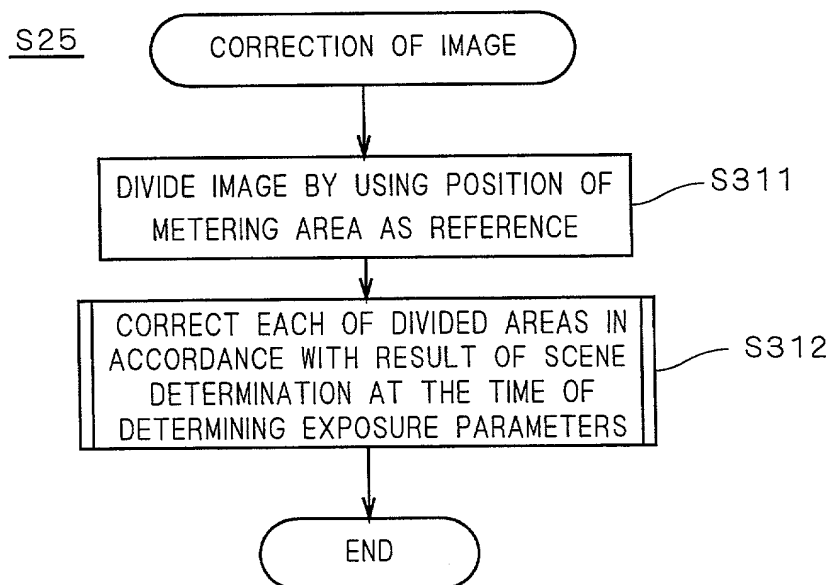 S25
CORRECTION OF IMAGE
DIVIDE IMAGE BY USING POSITION OF
METERING AREA AS REFERENCE
S311
CORRECT EACH OF DIVIDED AREAS IN
ACCORDANCE WITH RESULT OF SCENE
DETERMINATION AT THE TIME OF
DETERMINING EXPOSURE PARAMETERS
S312
END